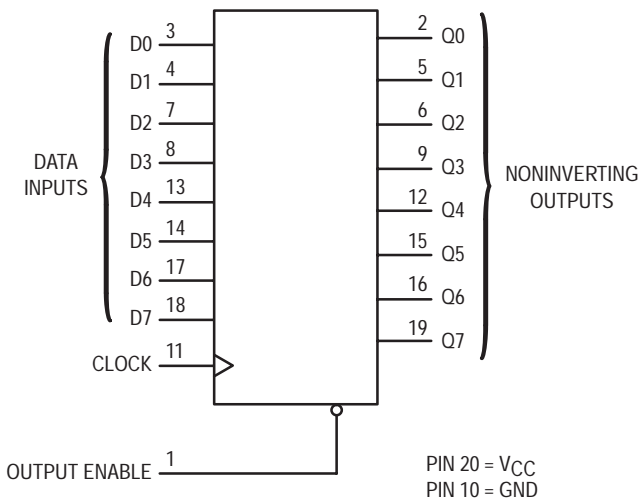 D0 3
D1 4
D2 7
D3 8
D4 13
D5 14
D6 17
D7 18
DATA
INPUTS
CLOCK 11
OUTPUT ENABLE 1
2 Q0
5 Q1
6 Q2
9 Q3
12 Q4
15 Q5
16 Q6
19 Q7
NONINVERTING
OUTPUTS
PIN 20 = VCC
PIN 10 = GND